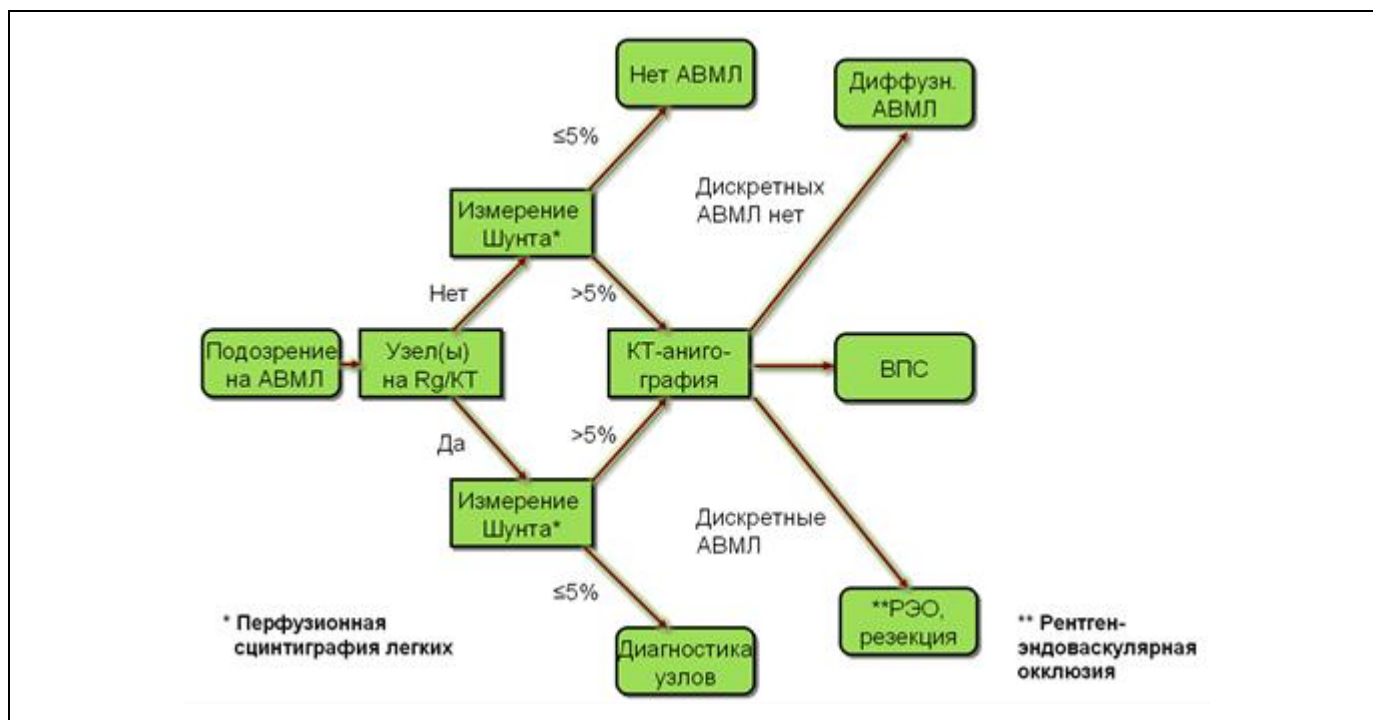 Нет АВМЛ
Диффузн.
АВМЛ
≤5%
Дискретных
АВМЛ нет
Измерение
Шунта*
Нет
>5%
Подозрение
на АВМЛ
Узел(ы)
на Rg/КТ
КТ-аниго-
графия
ВПС
Да
>5%
Измерение
Шунта*
Дискретные
АВМЛ
≤5%
**РЭО,
резекция
* Перфузионная
сцинтиграфия легких
Диагностика
узлов
** Рентген-
эндоваскулярная
окклюзия